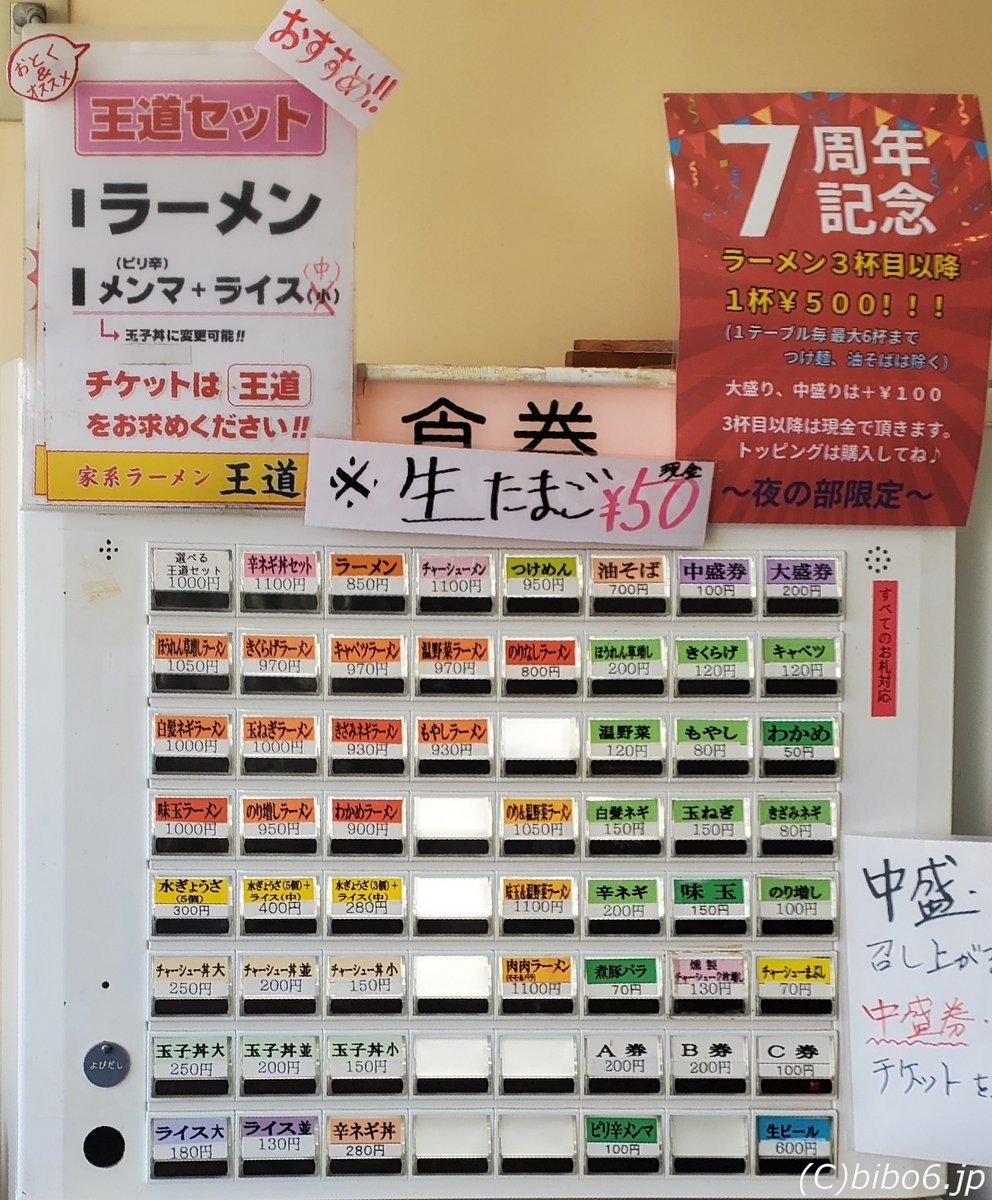 おとく
&
オススメ
おすすめ!!
王道セット
ラーメン
(ピリ辛) (中)
メンマ+ライス(小)
玉子丼に変更可能!!
チケットは 王道
をお求めください!!
家系ラーメン 王道
7周年
記念
ラーメン3杯目以降
1杯¥500!!!
(1テーブル毎 最大6杯まで
つけ麺、油そばは除く)
大盛り、中盛りは+¥100
3杯目以降は現金で頂きます。
トッピングは購入してね♪
〜夜の部限定〜
食券
※生たまご¥50 現金
選べる
王道セット
1000円
辛ネギ丼セット
1100円
ラーメン
850円
チャーシューメン
1100円
つけめん
950円
油そば
700円
中盛券
100円
大盛券
200円
すべてのお札対応
ほうれん草増しラーメン
1050円
きくらげラーメン
970円
キャベツラーメン
970円
温野菜ラーメン
970円
のりなしラーメン
800円
ほうれん草増し
200円
きくらげ
120円
キャベツ
120円
白髪ネギラーメン
1000円
玉ねぎラーメン
1000円
きざみネギラーメン
930円
もやしラーメン
930円
温野菜
120円
もやし
80円
わかめ
50円
味玉ラーメン
1000円
のり増しラーメン
950円
わかめラーメン
900円
のり&温野菜ラーメン
1050円
白髪ネギ
150円
玉ねぎ
150円
きざみネギ
80円
水ぎょうざ
(5個)
300円
水ぎょうざ(5個)+
ライス(中)
400円
水ぎょうざ(3個)+
ライス(中)
280円
味玉&温野菜ラーメン
1100円
辛ネギ
200円
味玉
150円
のり増し
100円
チャーシュー丼大
250円
チャーシュー丼並
200円
チャーシュー丼小
150円
肉肉ラーメン
(モモ&バラ)
1100円
煮豚バラ
70円
燻製
チャーシュー2枚増し
130円
チャーシューまぶし
70円
玉子丼大
250円
玉子丼並
200円
玉子丼小
150円
A券
200円
B券
200円
C券
100円
よびだし
ライス大
180円
ライス並
130円
辛ネギ丼
280円
ピリ辛メンマ
100円
生ビール
600円
中盛.
召し上が
中盛券.
チケットを
(C)bibo6.jp